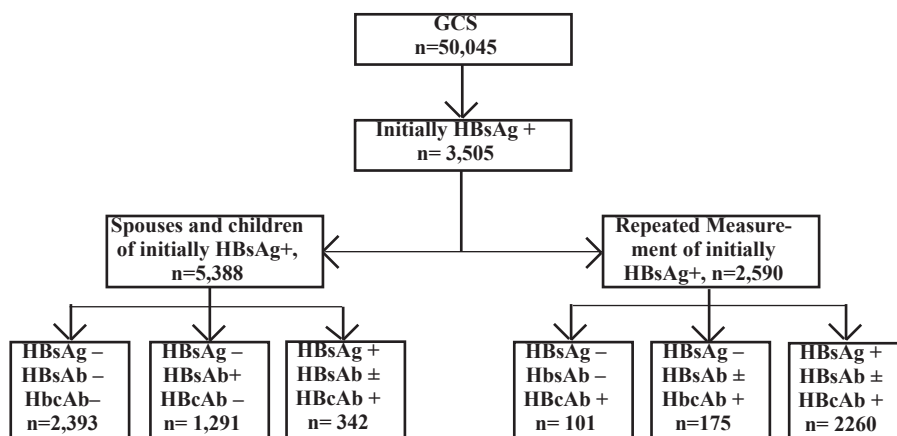 GCS
n=50,045
Initially HBsAg +
n= 3,505
Spouses and children
of initially HBsAg+,
n=5,388
Repeated Measure-
ment of initially
HBsAg+, n=2,590
HBsAg –
HBsAb –
HbcAb–
n=2,393
HBsAg –
HBsAb+
HBcAb –
n=1,291
HBsAg +
HBsAb ±
HBcAb +
n= 342
HBsAg –
HbsAb –
HBcAb +
n= 101
HBsAg –
HBsAb ±
HbcAb +
n=175
HBsAg +
HBsAb ±
HBcAb +
n= 2260